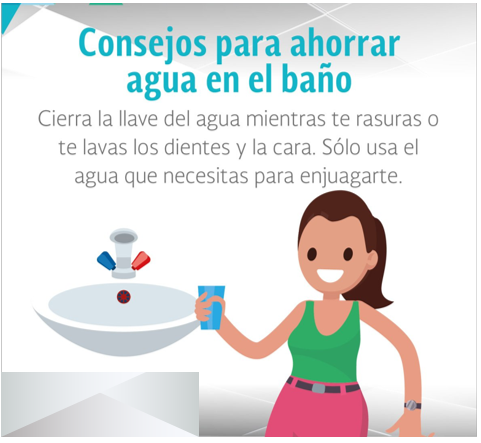 Consejos para ahorrar
agua en el baño
Cierra la llave del agua mientras te rasuras o
te lavas los dientes y la cara. Sólo usa el
agua que necesitas para enjuagarte.